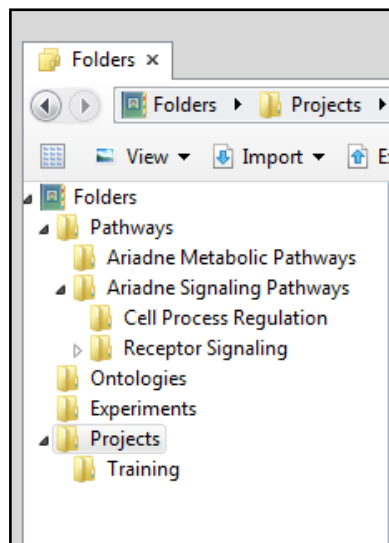 Folders ×
Folders Projects
View Import E
Folders
Pathways
Ariadne Metabolic Pathways
Ariadne Signaling Pathways
Cell Process Regulation
Receptor Signaling
Ontologies
Experiments
Projects
Training